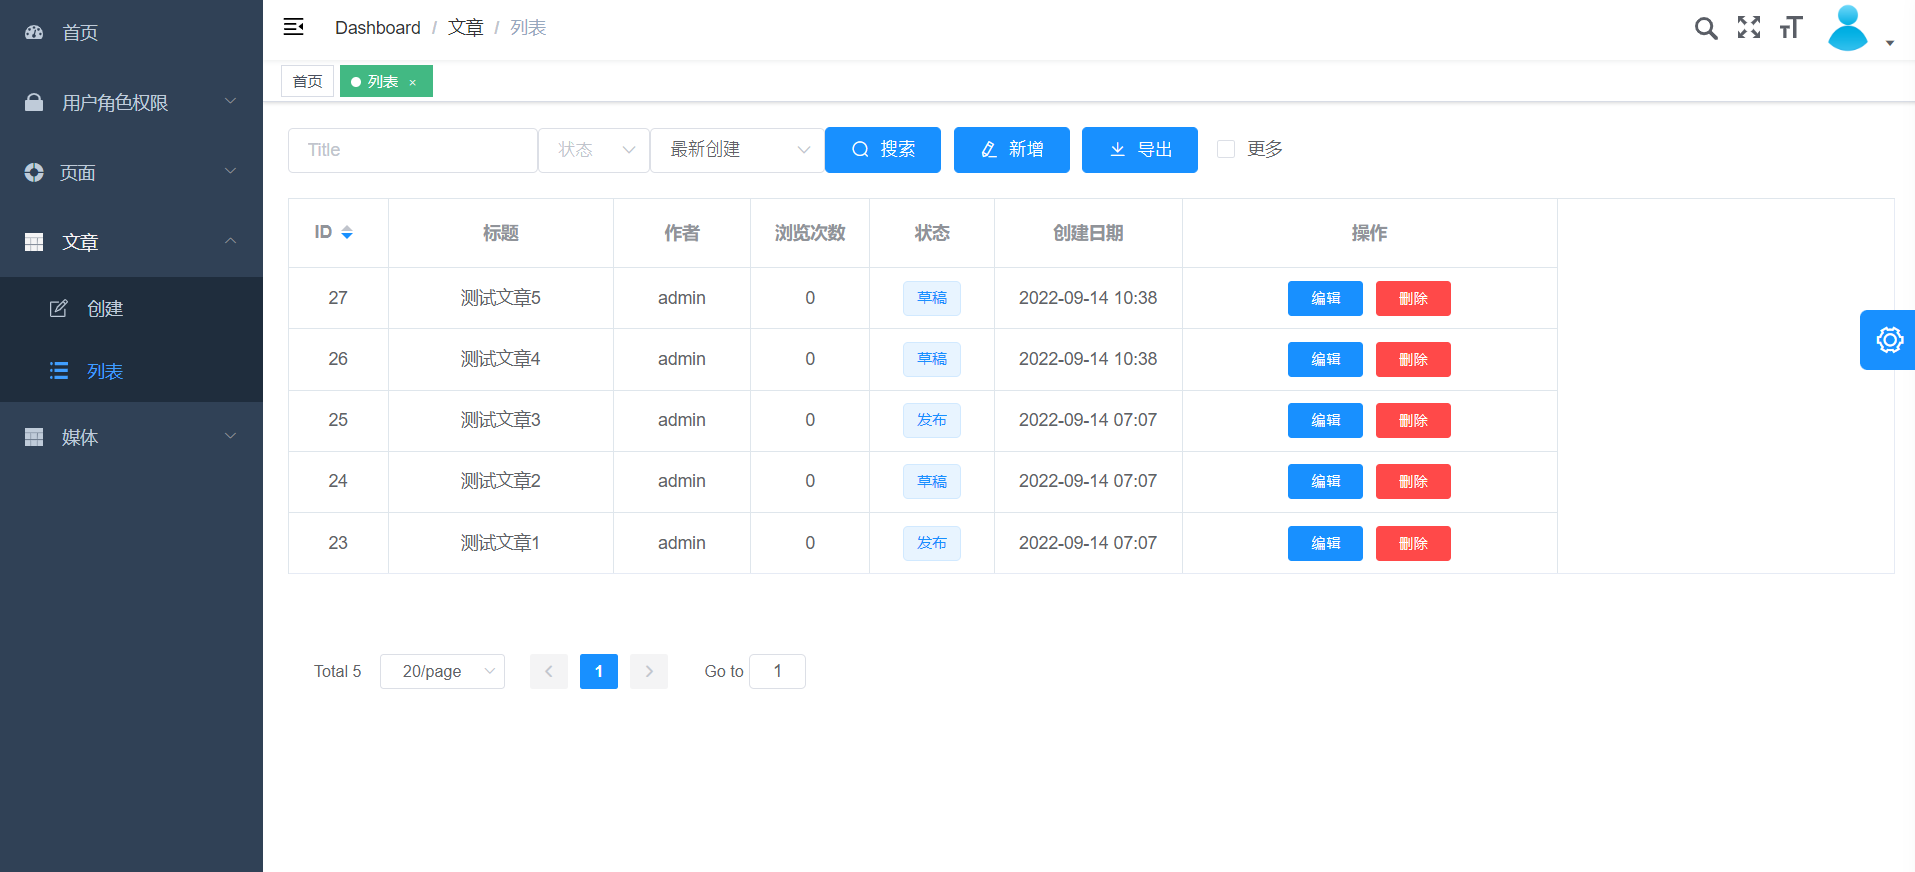 首页
用户角色权限
页面
文章
创建
列表
媒体
Dashboard / 文章 / 列表
首页 列表 ×
Title 状态 最新创建 搜索 新增 导出 更多
ID 标题 作者 浏览次数 状态 创建日期 操作
27 测试文章5 admin 0 草稿 2022-09-14 10:38 编辑 删除
26 测试文章4 admin 0 草稿 2022-09-14 10:38 编辑 删除
25 测试文章3 admin 0 发布 2022-09-14 07:07 编辑 删除
24 测试文章2 admin 0 草稿 2022-09-14 07:07 编辑 删除
23 测试文章1 admin 0 发布 2022-09-14 07:07 编辑 删除
Total 5 20/page 1 Go to 1